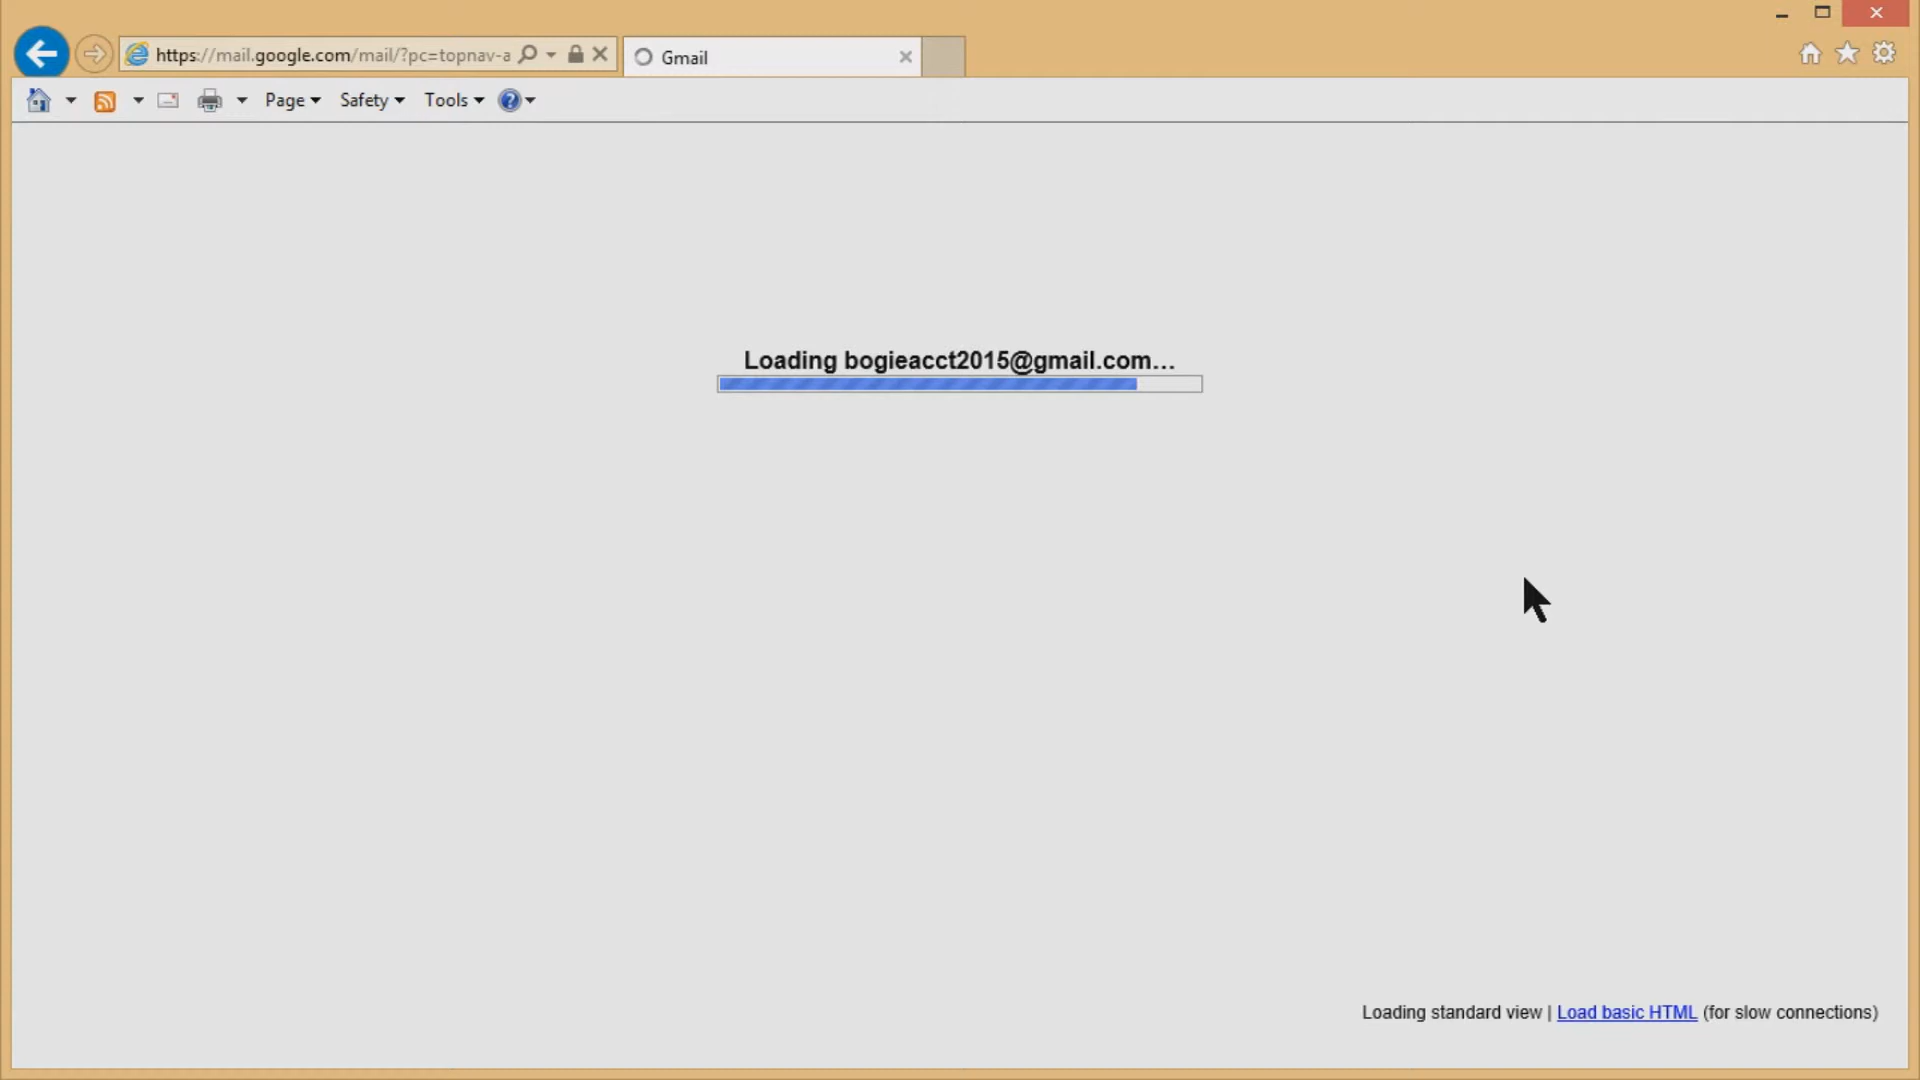 https://mail.google.com/mail/?pc=topnav-a
Gmail
Page
Safety
Tools
Loading bogieacct2015@gmail.com...
Loading standard view | Load basic HTML (for slow connections)